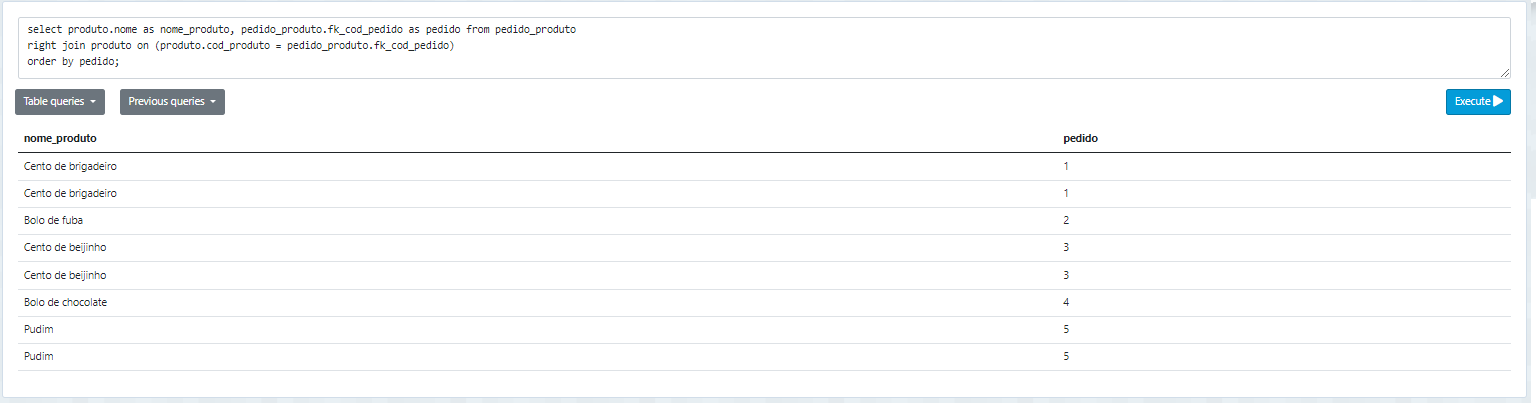 select produto.nome as nome_produto, pedido_produto.fk_cod_pedido as pedido from pedido_produto
right join produto on (produto.cod_produto = pedido_produto.fk_cod_pedido)
order by pedido;
Table queries Previous queries Execute
nome_produto pedido
Cento de brigadeiro 1
Cento de brigadeiro 1
Bolo de fuba 2
Cento de beijinho 3
Cento de beijinho 3
Bolo de chocolate 4
Pudim 5
Pudim 5